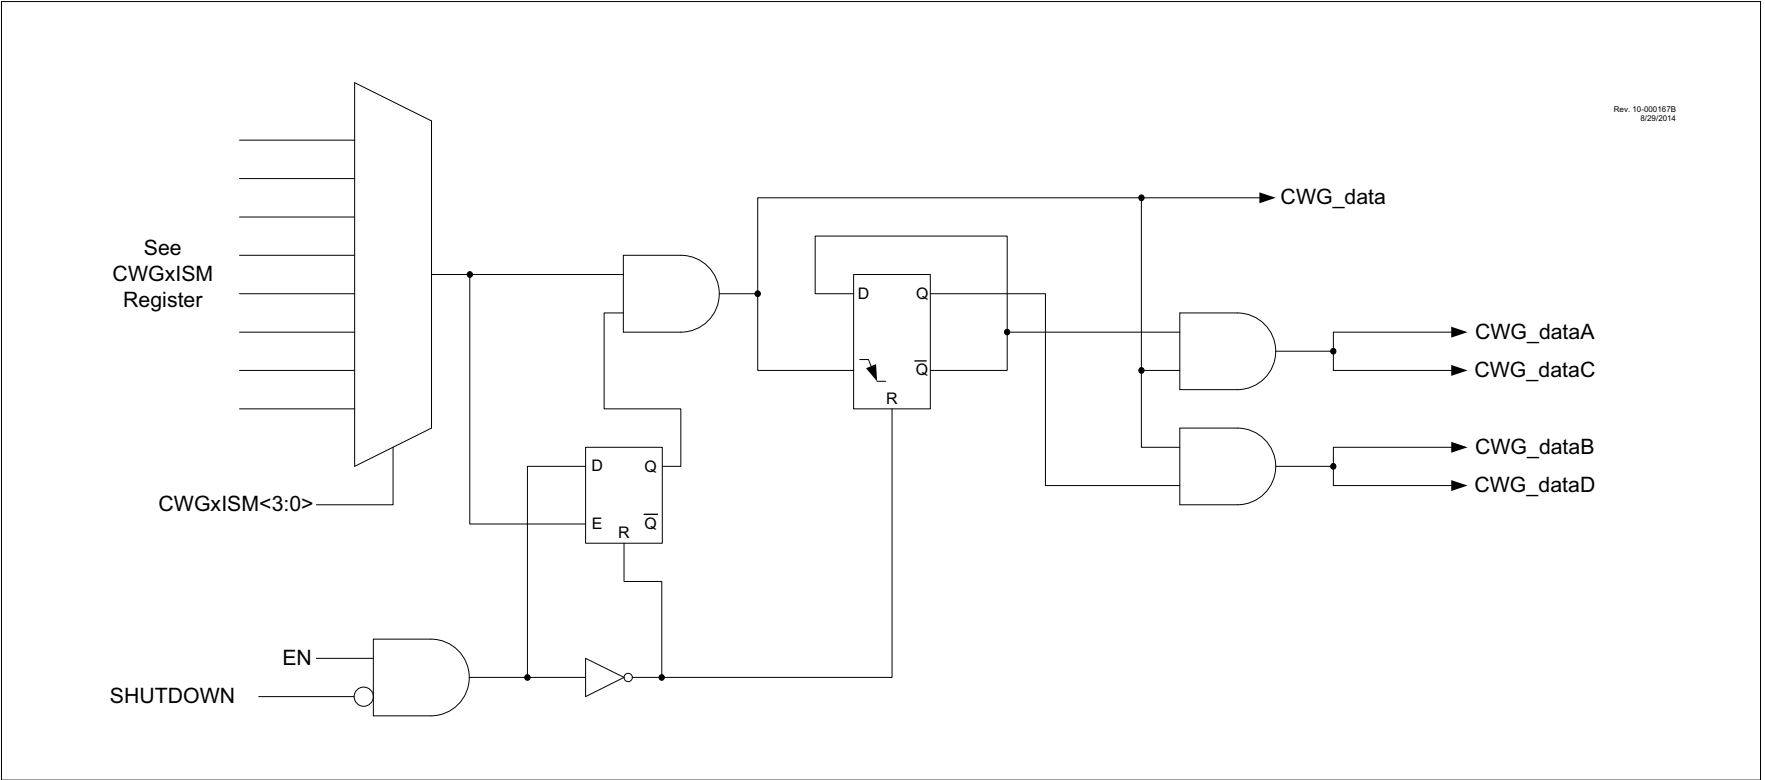 Rev. 10-000167B
8/29/2014
CWG_data
See
CWGxISM
Register
D
Q
Q
R
CWG_dataA
CWG_dataC
CWG_dataB
CWG_dataD
D
Q
E
R
Q
CWGxISM<3:0>
EN
SHUTDOWN